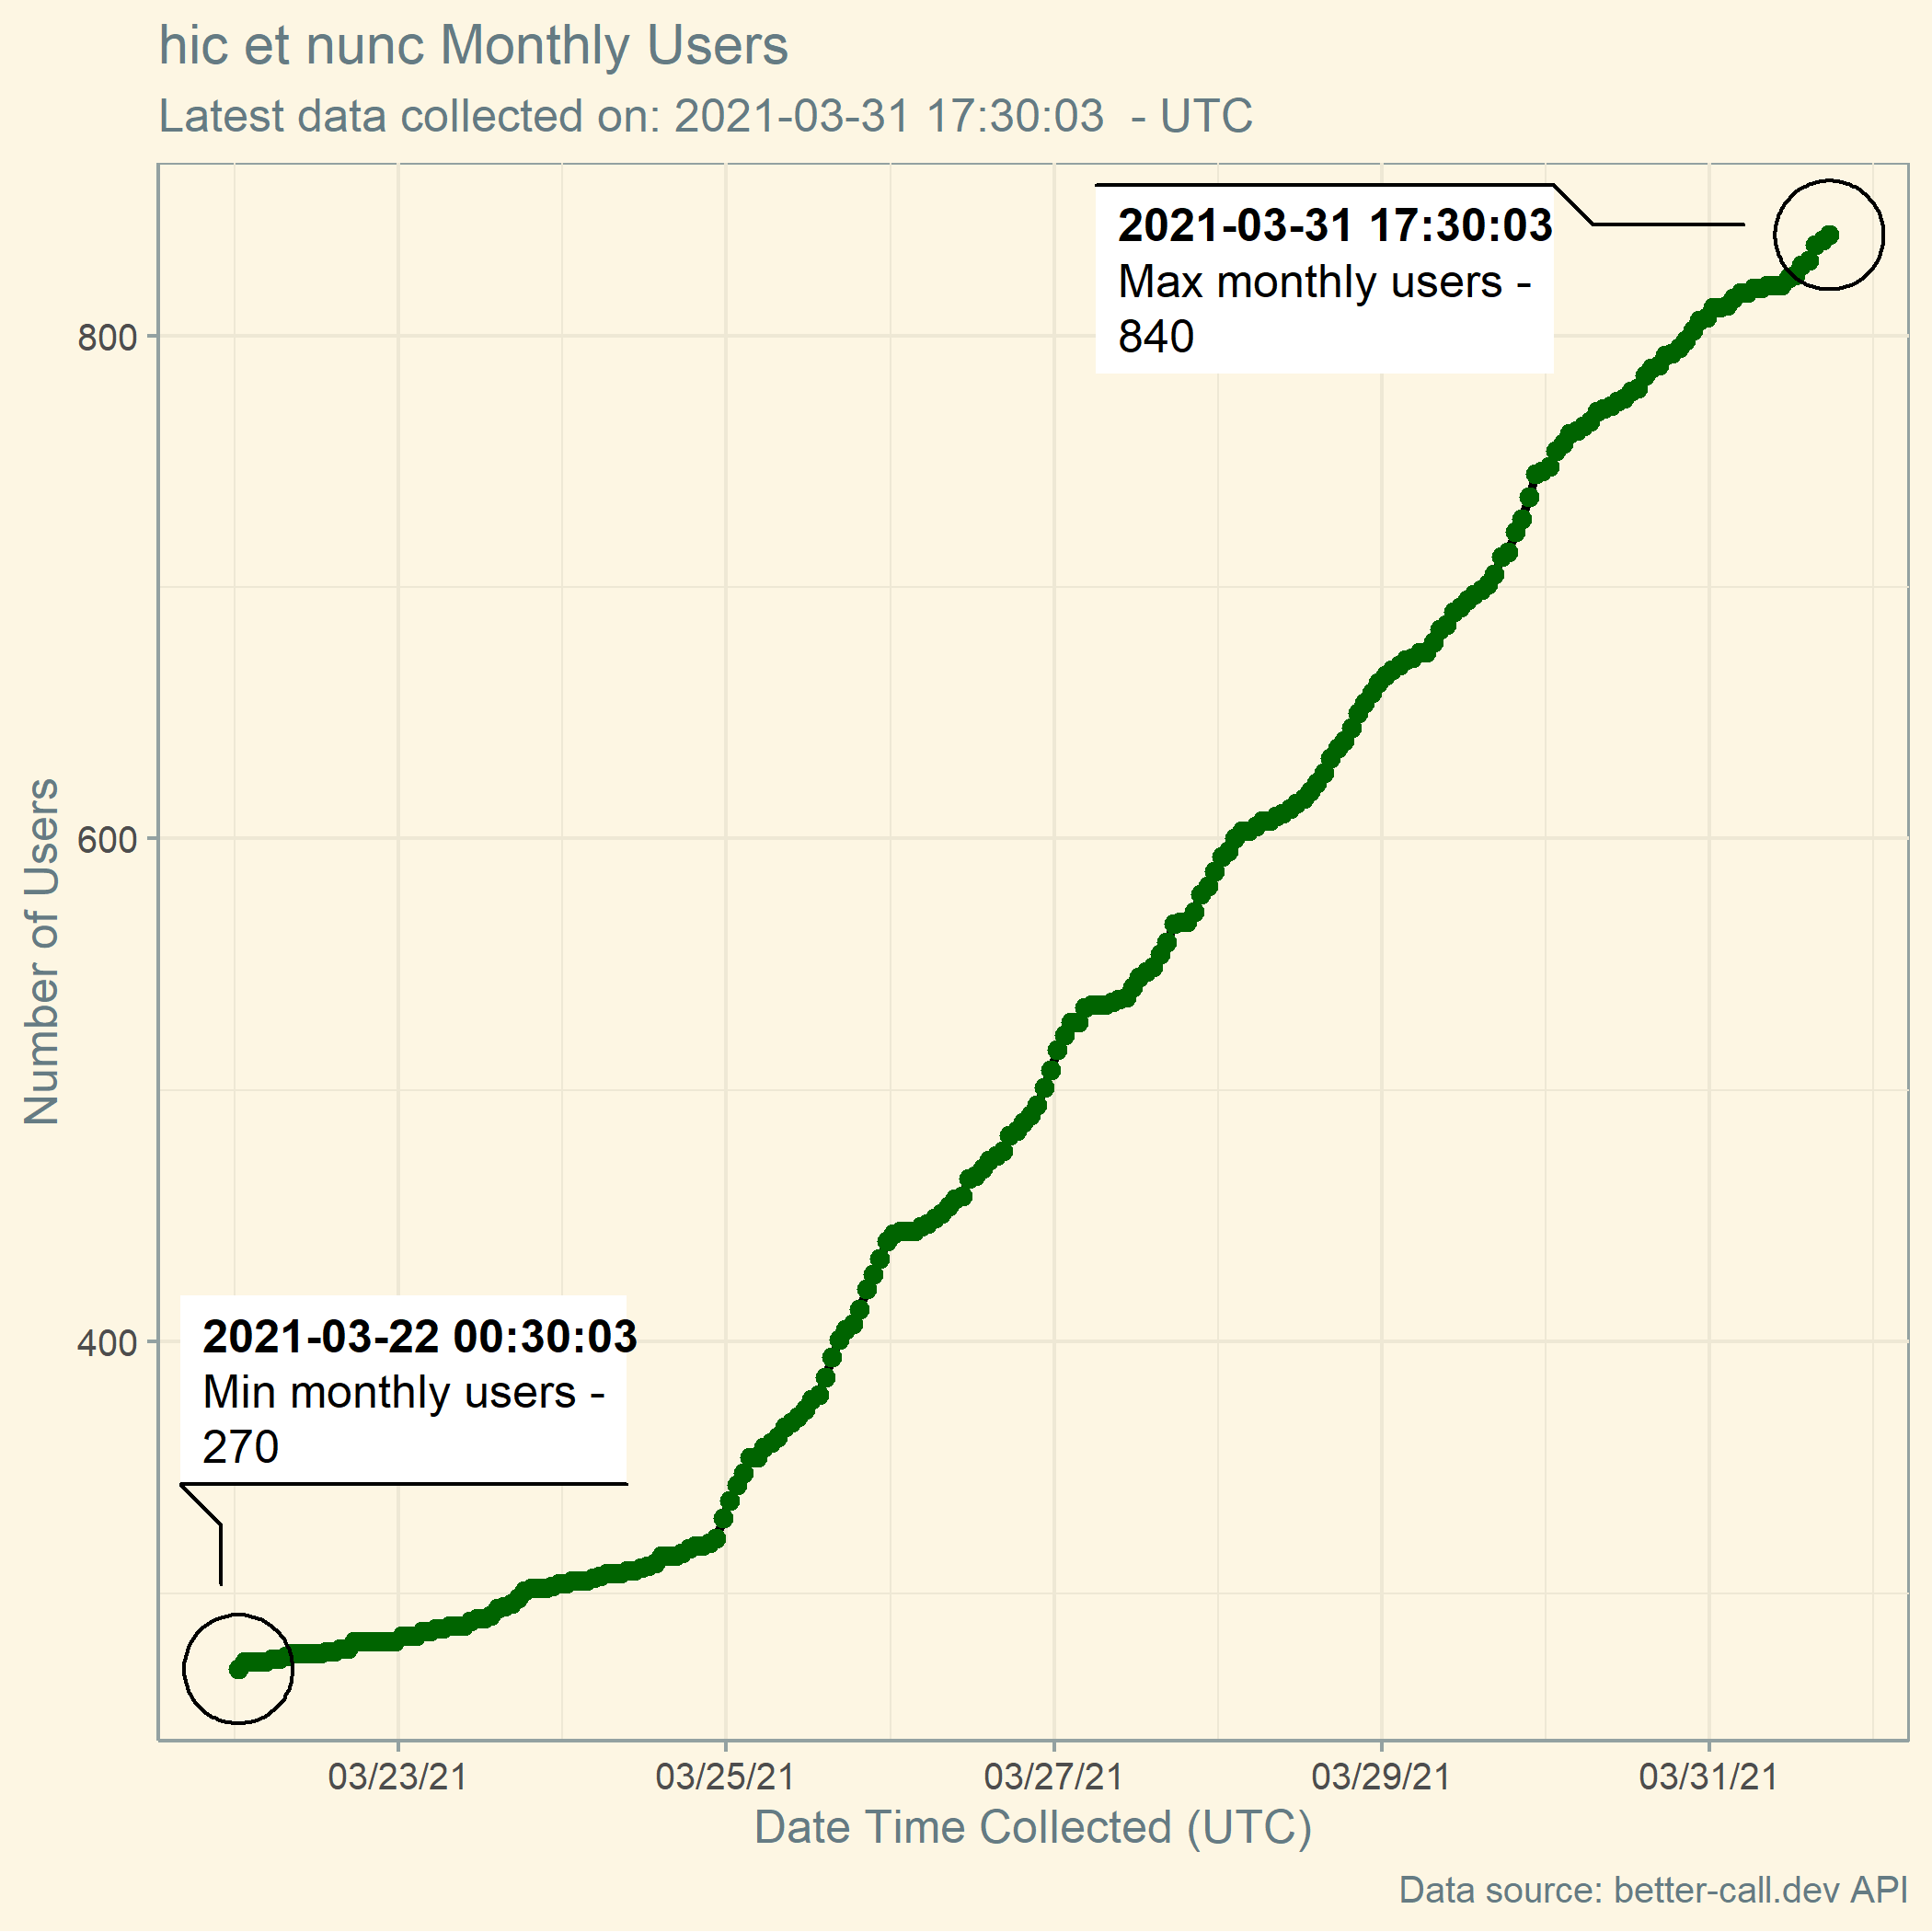 hic et nunc Monthly Users
Latest data collected on: 2021-03-31 17:30:03  - UTC
2021-03-31 17:30:03
Max monthly users -
840
800
600
400
Number of Users
2021-03-22 00:30:03
Min monthly users -
270
03/23/21
03/25/21
03/27/21
03/29/21
03/31/21
Date Time Collected (UTC)
Data source: better-call.dev API